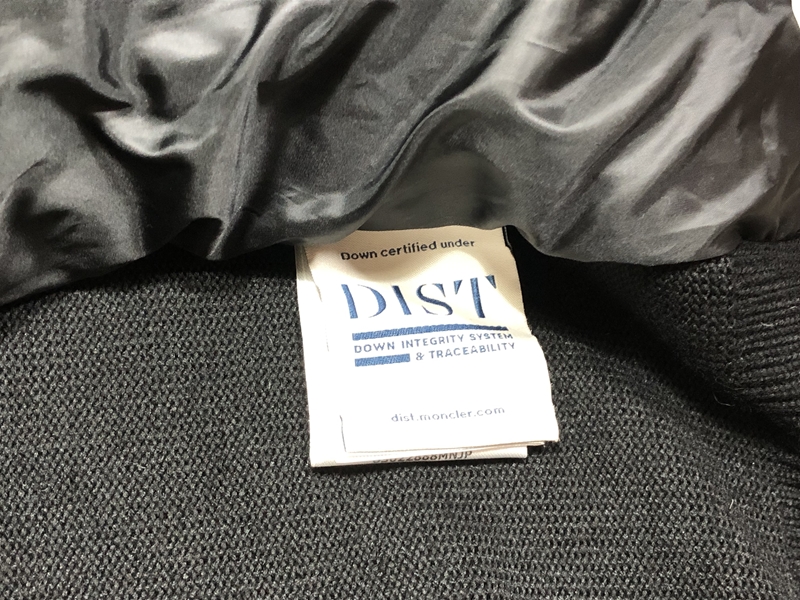 Down certified under
DIST
DOWN INTEGRITY SYSTEM
& TRACEABILITY
dist.moncler.com